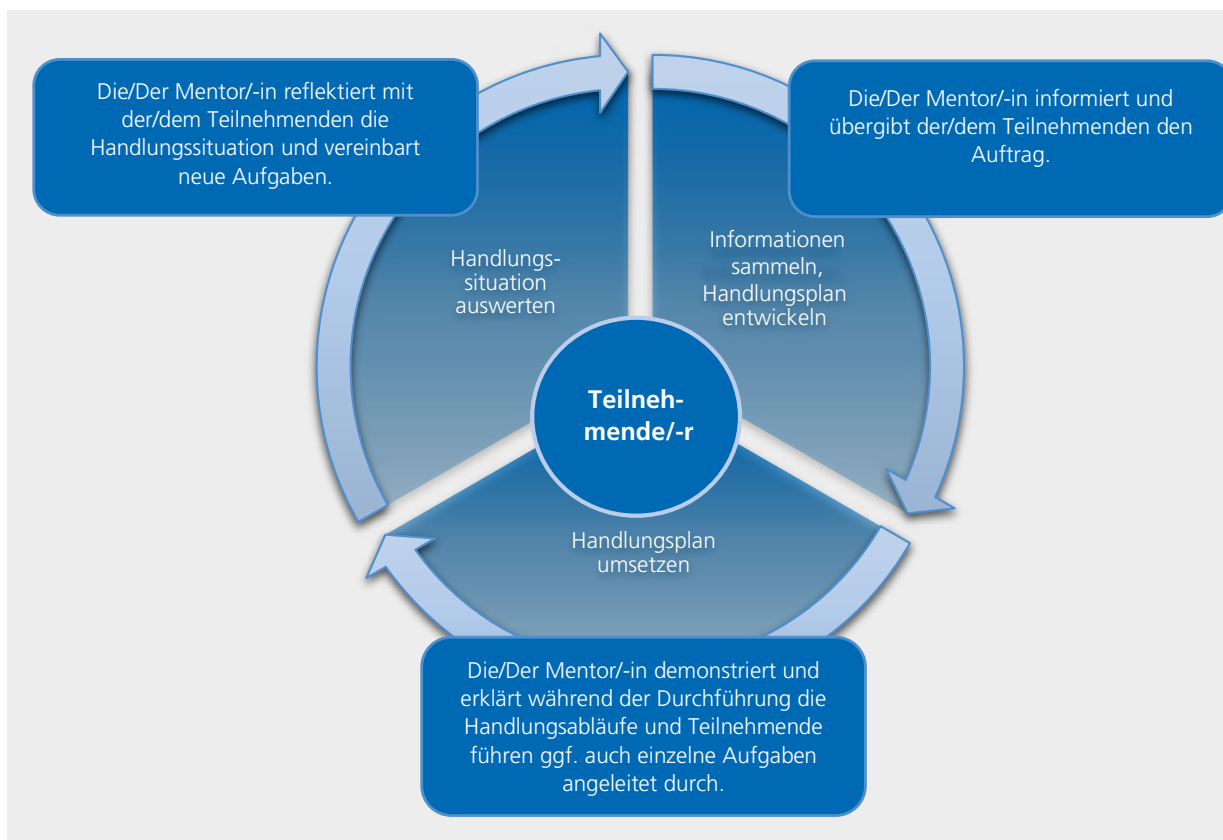 Die/Der Mentor/-in reflektiert mit
der/dem Teilnehmenden die
Handlungssituation und vereinbart
neue Aufgaben.
Die/Der Mentor/-in informiert und
übergibt der/dem Teilnehmenden den
Auftrag.
Handlungs-
situation
auswerten
Informationen
sammeln,
Handlungsplan
entwickeln
Teilneh-
mende/-r
Handlungsplan
umsetzen
Die/Der Mentor/-in demonstriert und
erklärt während der Durchführung die
Handlungsabläufe und Teilnehmende
führen ggf. auch einzelne Aufgaben
angeleitet durch.